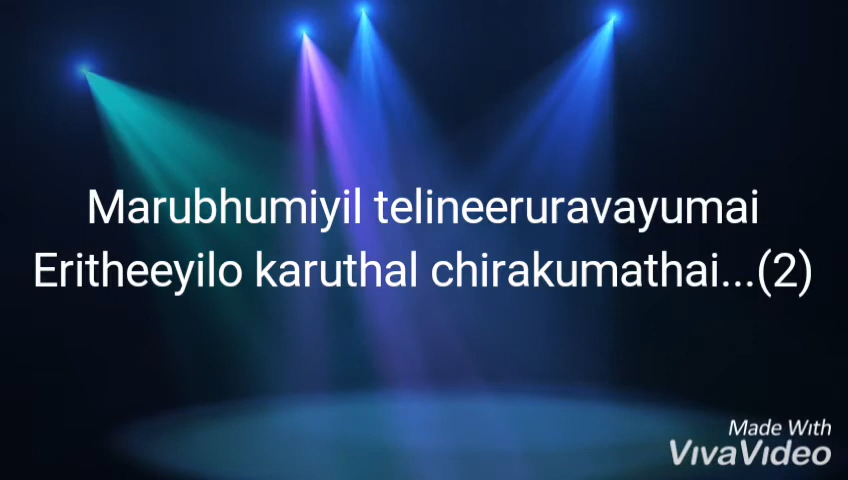 Marubhumiyil telineeruravayumai
Eritheeyilo karuthal chirakumathai...(2)
Made With
VivaVideo